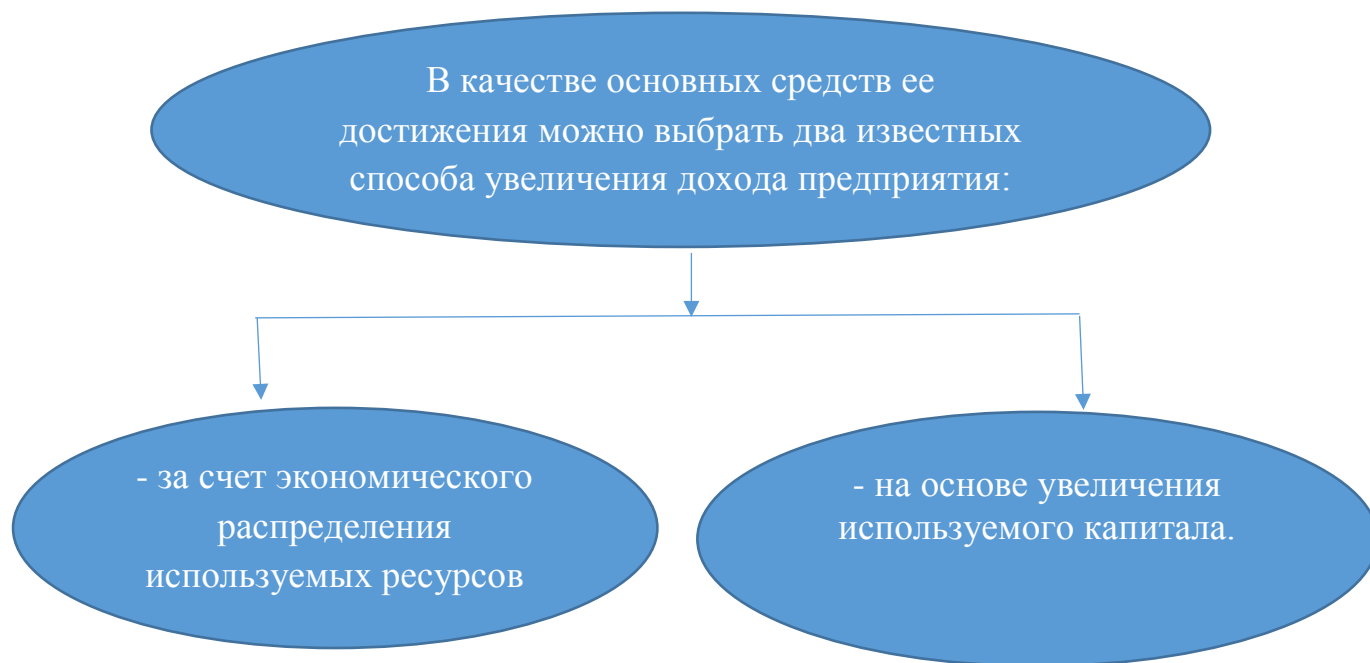 В качестве основных средств ее
достижения можно выбрать два известных
способа увеличения дохода предприятия:
- за счет экономического
распределения
используемых ресурсов
- на основе увеличения
используемого капитала.